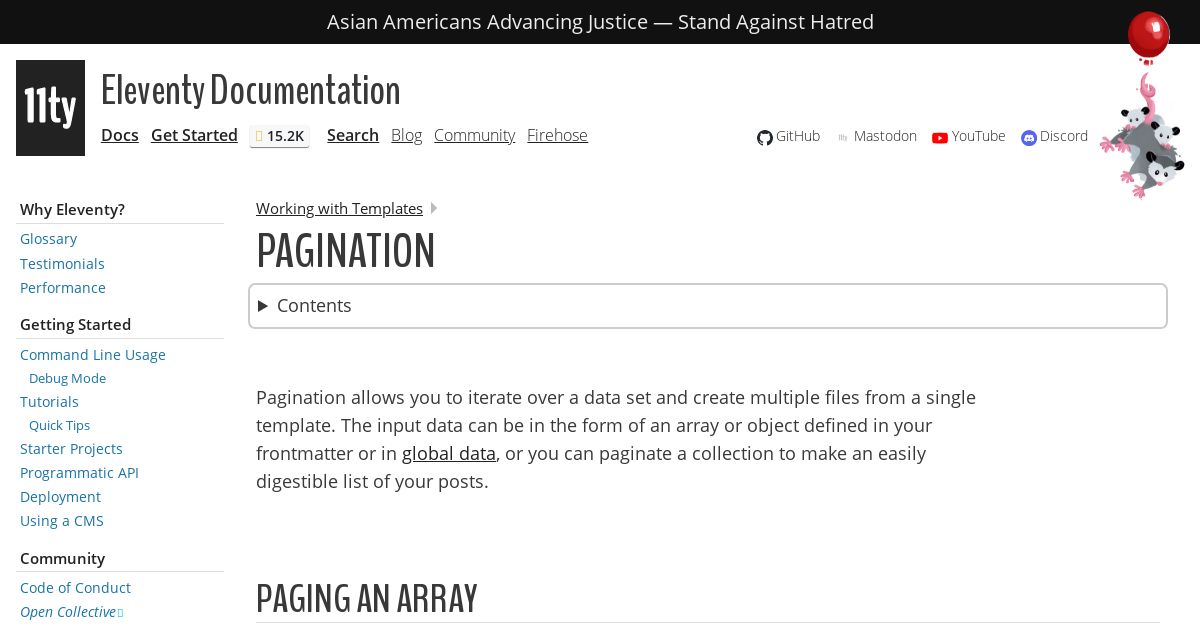 Asian Americans Advancing Justice — Stand Against Hatred
11ty
Eleventy Documentation
Docs Get Started 15.2K Search Blog Community Firehose
GitHub Mastodon YouTube Discord
Why Eleventy?
Glossary
Testimonials
Performance
Getting Started
Command Line Usage
Debug Mode
Tutorials
Quick Tips
Starter Projects
Programmatic API
Deployment
Using a CMS
Community
Code of Conduct
Open Collective
Working with Templates
PAGINATION
Contents
Pagination allows you to iterate over a data set and create multiple files from a single
template. The input data can be in the form of an array or object defined in your
frontmatter or in global data, or you can paginate a collection to make an easily
digestible list of your posts.
PAGING AN ARRAY